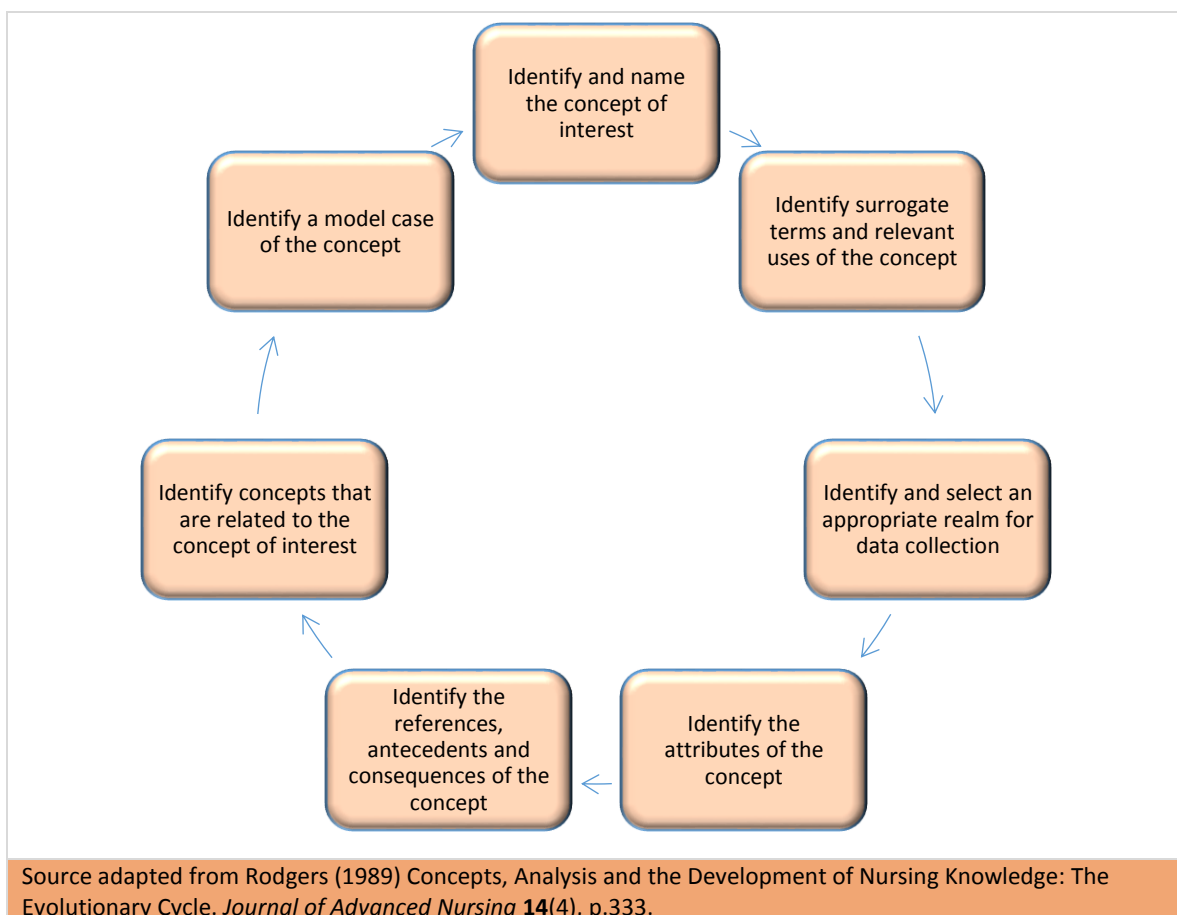 Identify and name
the concept of
interest
Identify surrogate
terms and relevant
uses of the concept
Identify and select an
appropriate realm for
data collection
Identify the
attributes of the
concept
Identify the
references,
antecedents and
consequences of the
concept
Identify concepts that
are related to the
concept of interest
Identify a model case
of the concept
Source adapted from Rodgers (1989) Concepts, Analysis and the Development of Nursing Knowledge: The
Evolutionary Cycle. Journal of Advanced Nursing 14(4), p.333.